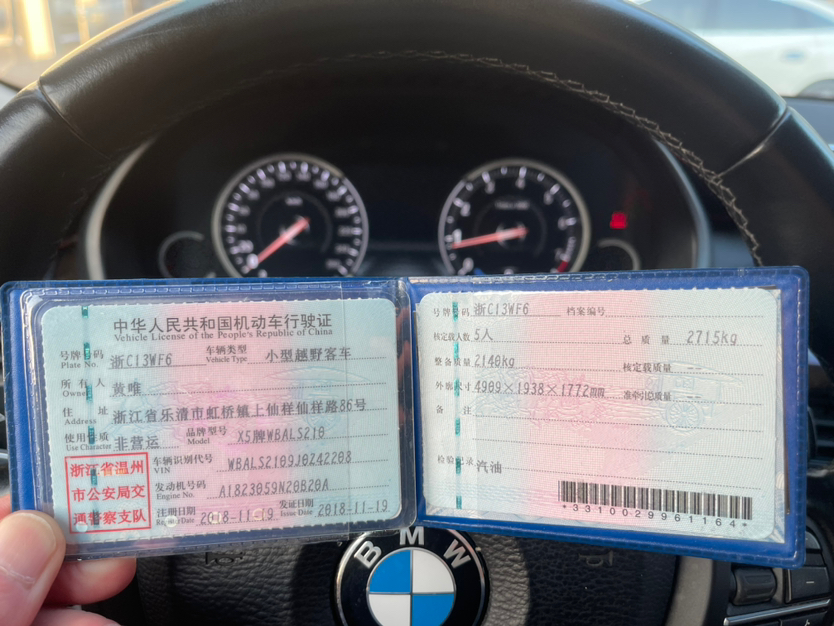 中华人民共和国机动车行驶证
Vehicle License of the People's Republic of China
号牌号码 浙C13WF6 车辆类型 小型越野客车
Plate No. Vehicle Type
所有人 黄唯
Owner
住址 浙江省乐清市虹桥镇上仙样仙样路86号
Address
使用性质 非营运 品牌型号 X5牌WBALS210
Use Character Model
浙江省温州
市公安局交
通警察支队
车辆识别代号 WBALS2109J0Z42208
VIN
发动机号码 A1823059N20B20A
Engine No.
注册日期 2018-11-19 发证日期 2018-11-19
Register Date Issue Date
号牌号码 浙C13WF6 档案编号
核定载人数 5人 总质量 2715kg
整备质量 2140kg 核定载质量 --
外廓尺寸 4909×1938×1772mm 准牵引总质量 --
备注
检验记录 汽油
*3310029961164*
BMW